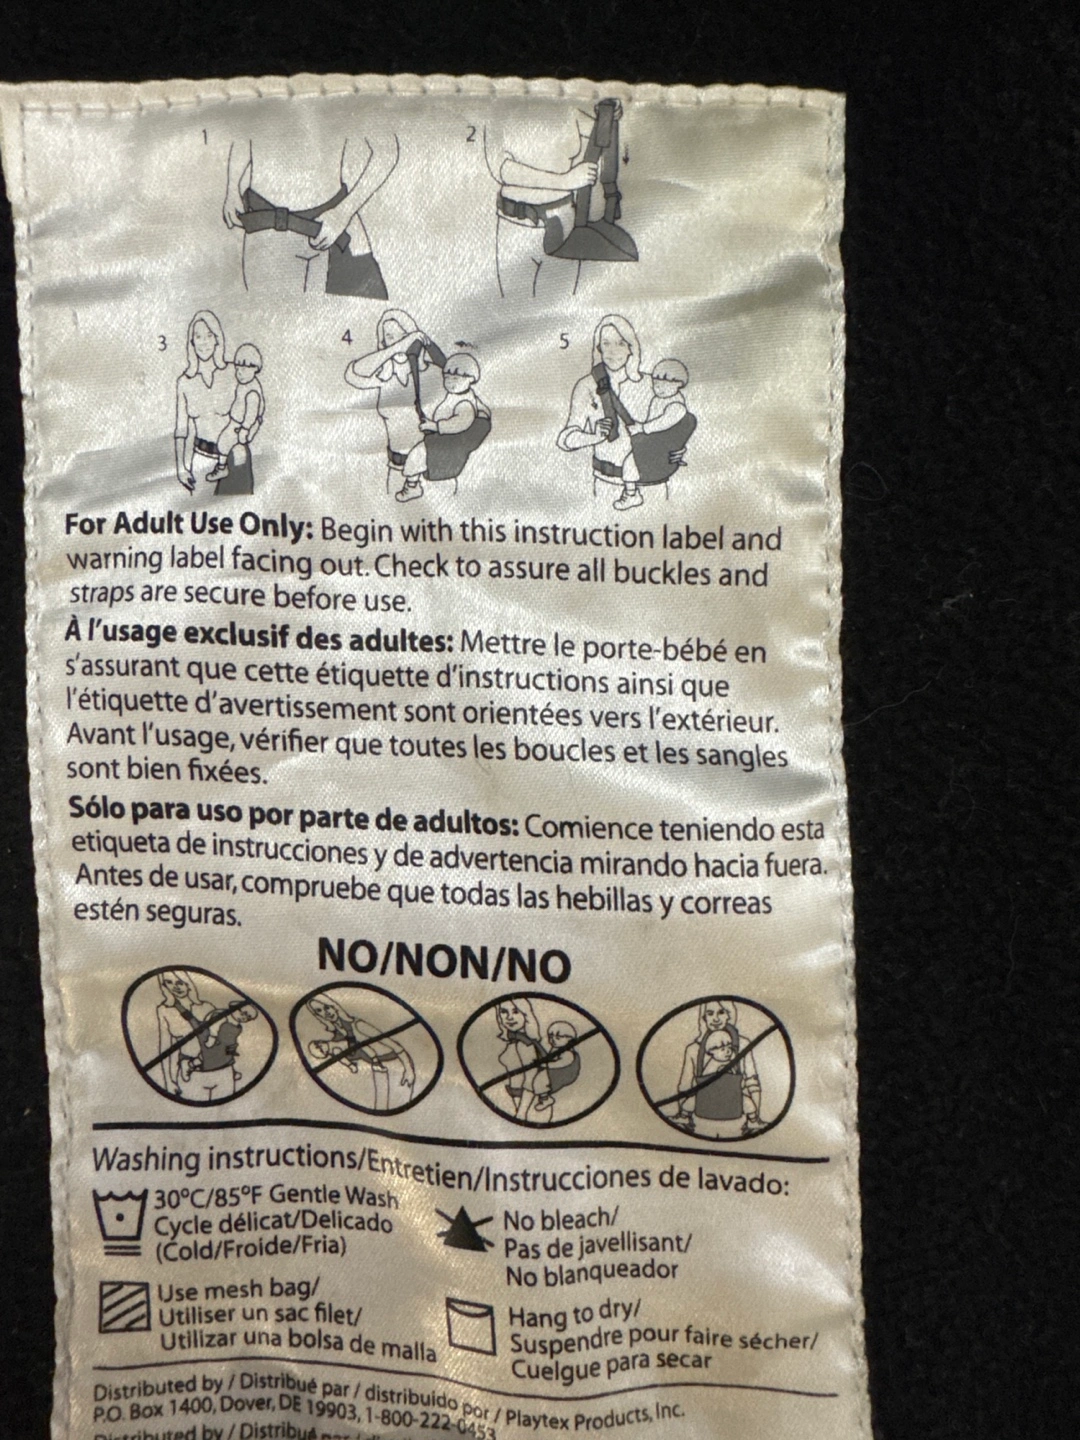 1
2
3
4
5
For Adult Use Only: Begin with this instruction label and
warning label facing out. Check to assure all buckles and
straps are secure before use.
À l'usage exclusif des adultes: Mettre le porte-bébé en
s'assurant que cette étiquette d'instructions ainsi que
l'étiquette d'avertissement sont orientées vers l'extérieur.
Avant l'usage, vérifier que toutes les boucles et les sangles
sont bien fixées.
Sólo para uso por parte de adultos: Comience teniendo esta
etiqueta de instrucciones y de advertencia mirando hacia fuera.
Antes de usar, compruebe que todas las hebillas y correas
estén seguras.
NO/NON/NO
Washing instructions/Entretien/Instrucciones de lavado:
30°C/85°F Gentle Wash
Cycle délicat/Delicado
(Cold/Froide/Fria)
No bleach/
Pas de javellisant/
No blanqueador
Use mesh bag/
Utiliser un sac filet/
Utilizar una bolsa de malla
Hang to dry/
Suspendre pour faire sécher/
Cuelgue para secar
Distributed by / Distribué par / distribuido por / Playtex Products, Inc.
P.O. Box 1400, Dover, DE 19903, 1-800-222-0453
Distributed by / Distribué par /